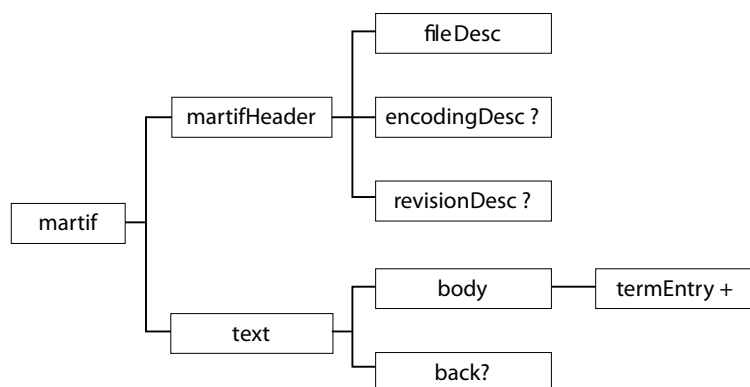 fileDesc
martifHeader
encodingDesc ?
revisionDesc ?
martif
body
termEntry +
text
back?